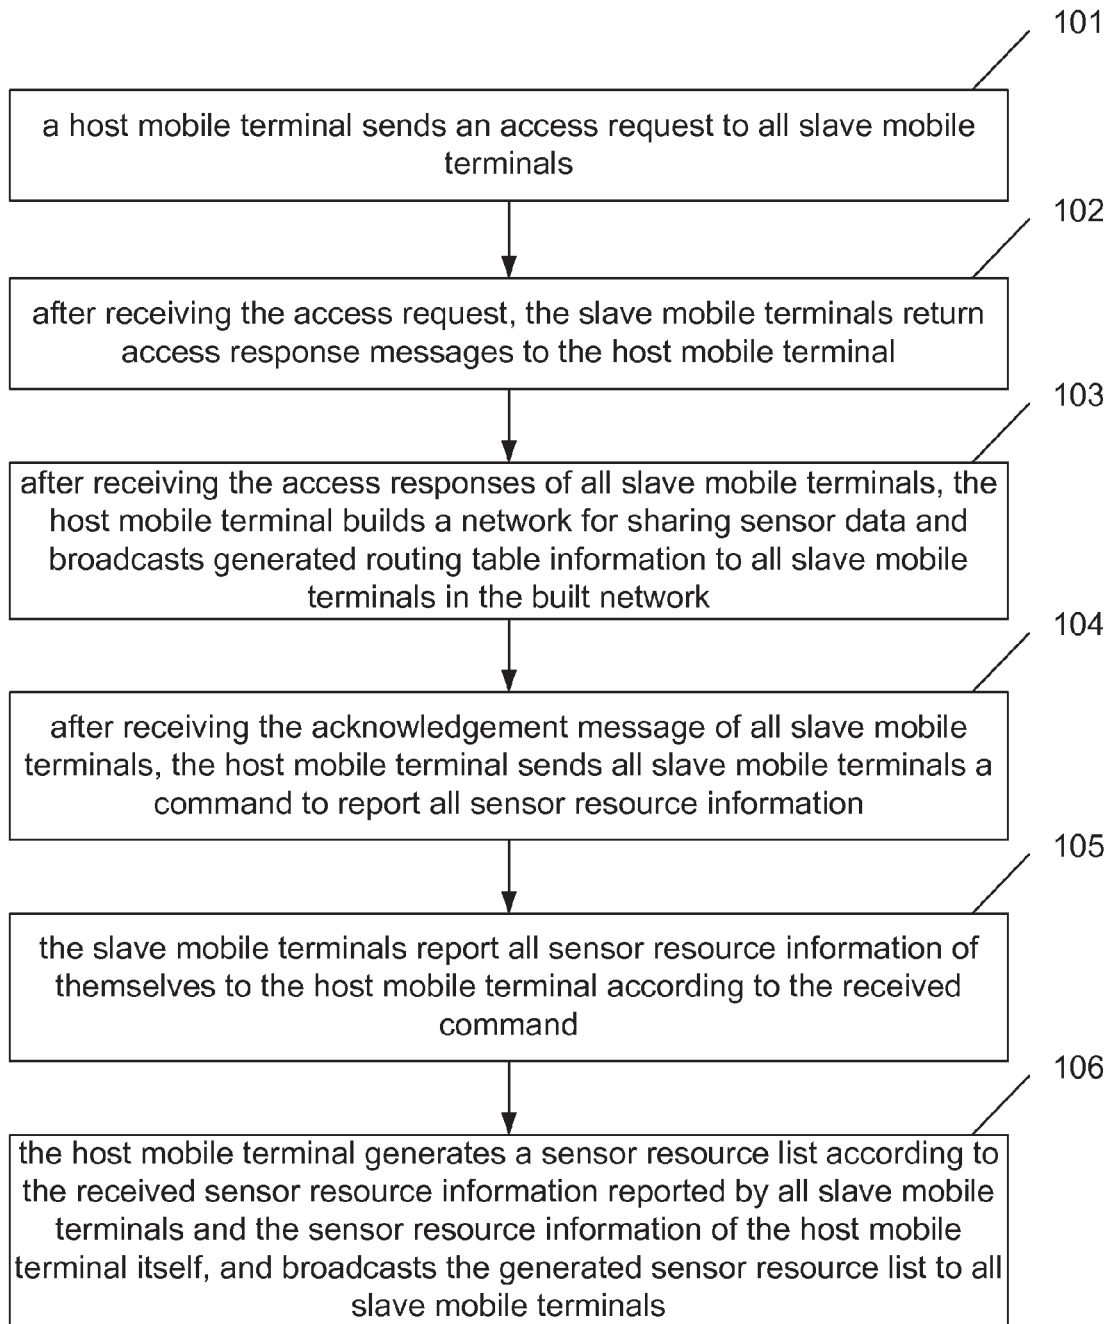 101
a host mobile terminal sends an access request to all slave mobile
terminals
102
after receiving the access request, the slave mobile terminals return
access response messages to the host mobile terminal
103
after receiving the access responses of all slave mobile terminals, the
host mobile terminal builds a network for sharing sensor data and
broadcasts generated routing table information to all slave mobile
terminals in the built network
104
after receiving the acknowledgement message of all slave mobile
terminals, the host mobile terminal sends all slave mobile terminals a
command to report all sensor resource information
105
the slave mobile terminals report all sensor resource information of
themselves to the host mobile terminal according to the received
command
106
the host mobile terminal generates a sensor resource list according to
the received sensor resource information reported by all slave mobile
terminals and the sensor resource information of the host mobile
terminal itself, and broadcasts the generated sensor resource list to all
slave mobile terminals